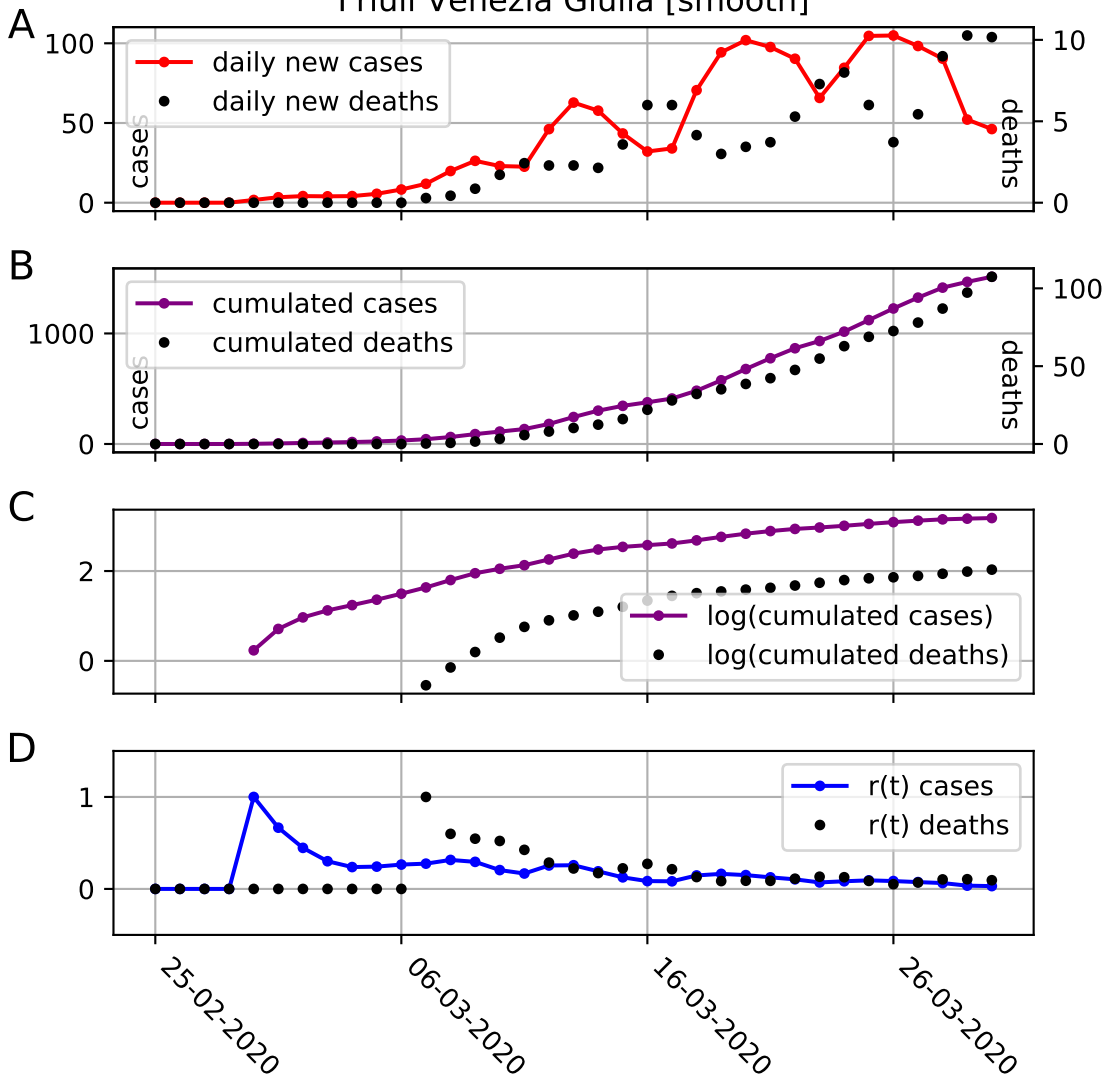 Friuli Venezia Giulia [smooth]
A
100
50
0
cases
daily new cases
daily new deaths
10
5
0
deaths
B
1000
0
cases
cumulated cases
cumulated deaths
100
50
0
deaths
C
2
0
log(cumulated cases)
log(cumulated deaths)
D
1
0
r(t) cases
r(t) deaths
25-02-2020
06-03-2020
16-03-2020
26-03-2020